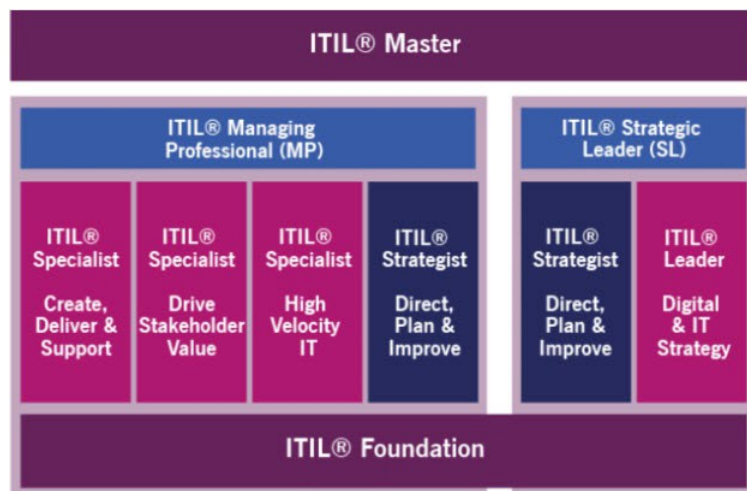 ITIL® Master
ITIL® Managing
Professional (MP)
ITIL® Strategic
Leader (SL)
ITIL®
Specialist
Create,
Deliver &
Support
ITIL®
Specialist
Drive
Stakeholder
Value
ITIL®
Specialist
High
Velocity
IT
ITIL®
Strategist
Direct,
Plan &
Improve
ITIL®
Strategist
Direct,
Plan &
Improve
ITIL®
Leader
Digital
& IT
Strategy
ITIL® Foundation